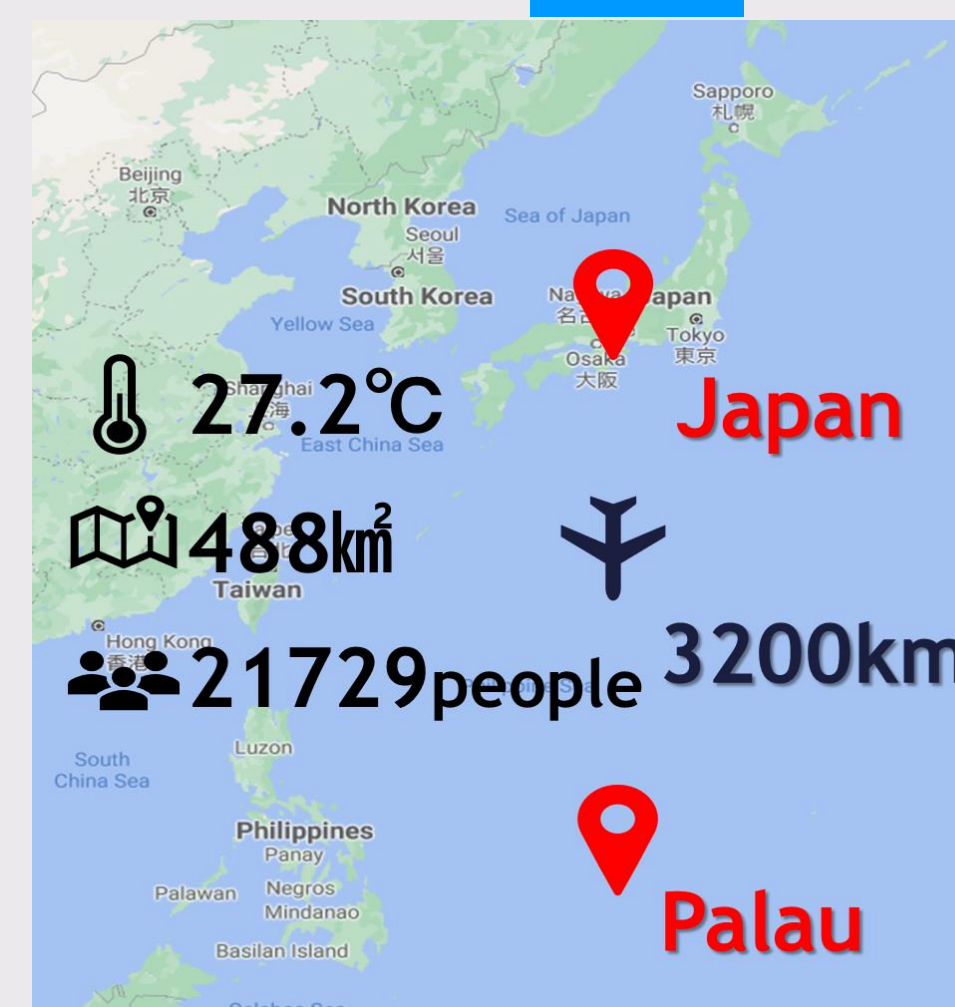 Sapporo
札幌
Beijing
北京
North Korea
Sea of Japan
Seoul
서울
South Korea
Japan
Yellow Sea
Tokyo
東京
Osaka
大阪
27.2℃
East China Sea
Japan
488k㎡
Taiwan
Hong Kong
香港
21729people
3200km
Luzon
South
China Sea
Philippines
Panay
Palawan
Negros
Mindanao
Basilan Island
Palau